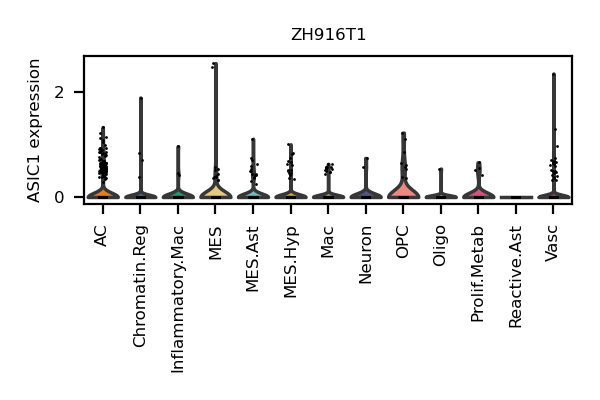 ZH916T1
ASIC1 expression
2
0
AC
Chromatin.Reg
Inflammatory.Mac
MES
MES.Ast
MES.Hyp
Mac
Neuron
OPC
Oligo
Prolif.Metab
Reactive.Ast
Vasc